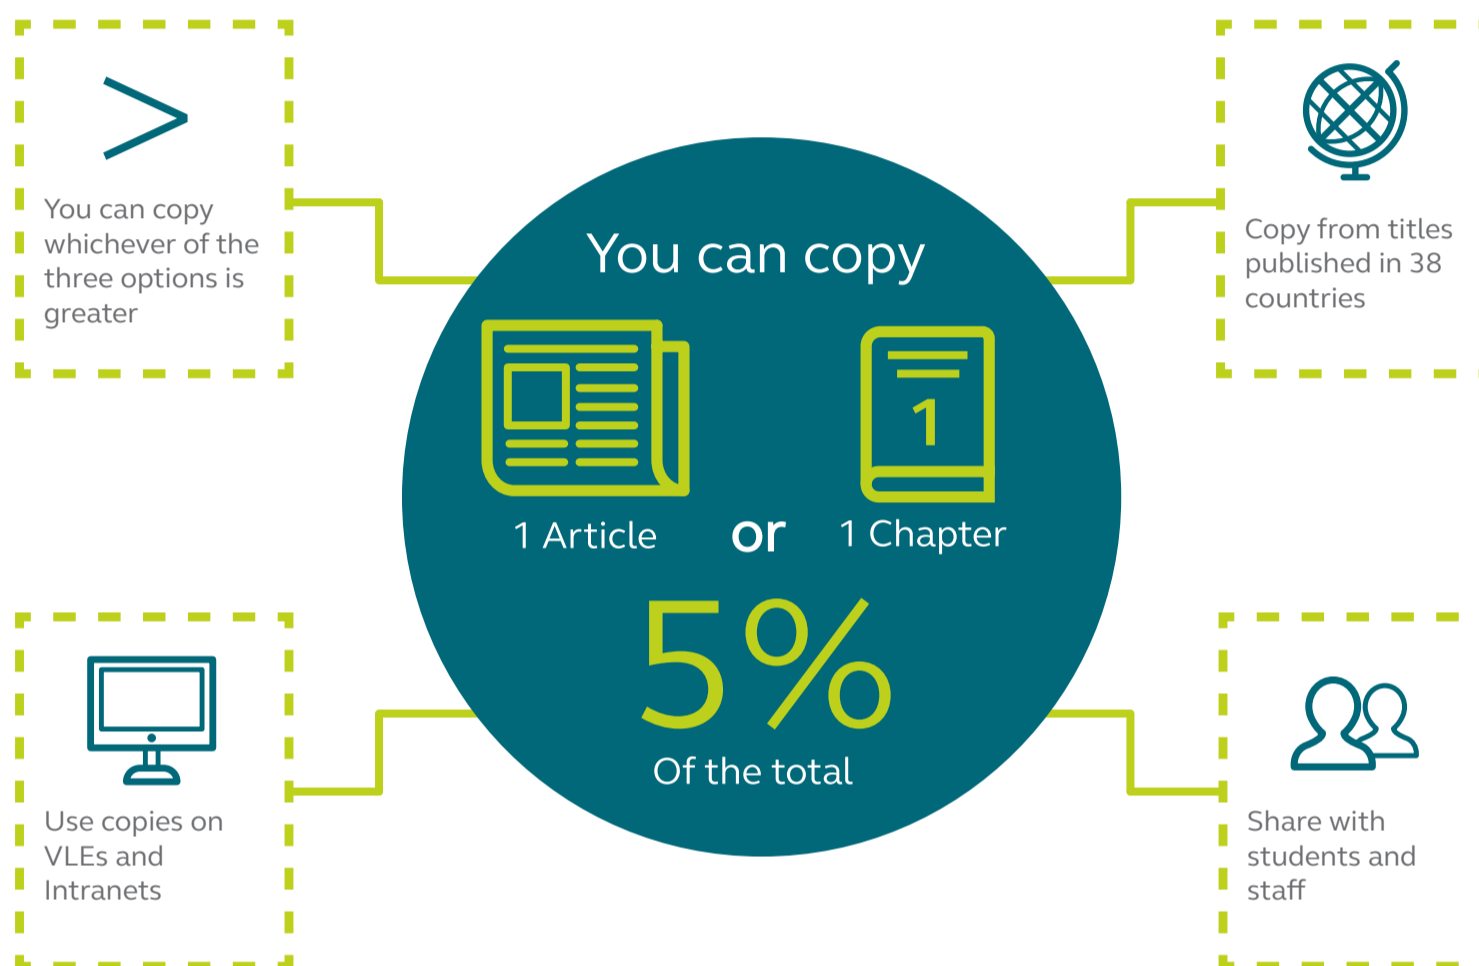 >
You can copy
whichever of the
three options is
greater
Copy from titles
published in 38
countries
You can copy
1
1 Article or 1 Chapter
5%
Of the total
Use copies on
VLEs and
Intranets
Share with
students and
staff